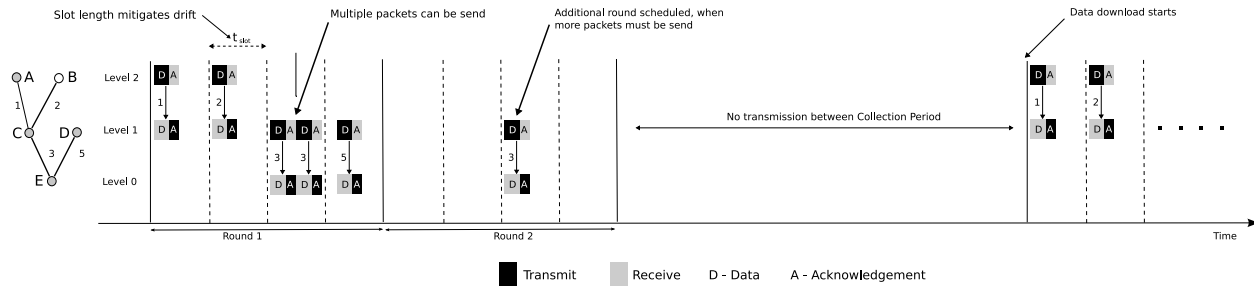 Slot length mitigates drift
Multiple packets can be send
Additional round scheduled, when
more packets must be send
Data download starts
t slot
A
B
1
2
C
D
3
5
E
Level 2
Level 1
Level 0
D A
D A
D A
D A
1
2
1
2
D A
D A
D A D A
D A
D A
D A
D A
3
3
5
3
D A D A
D A
D A
No transmission between Collection Period
Round 1
Round 2
Time
Transmit
Receive
D - Data
A - Acknowledgement